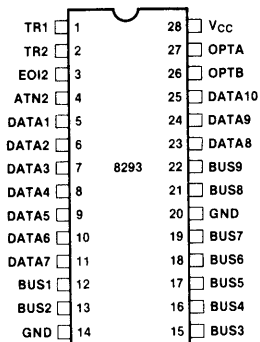 TR1 1 28 VCC
TR2 2 27 OPTA
EOI2 3 26 OPTB
ATN2 4 25 DATA10
DATA1 5 24 DATA9
DATA2 6 23 DATA8
DATA3 7 8293 22 BUS9
DATA4 8 21 BUS8
DATA5 9 20 GND
DATA6 10 19 BUS7
DATA7 11 18 BUS6
BUS1 12 17 BUS5
BUS2 13 16 BUS4
GND 14 15 BUS3